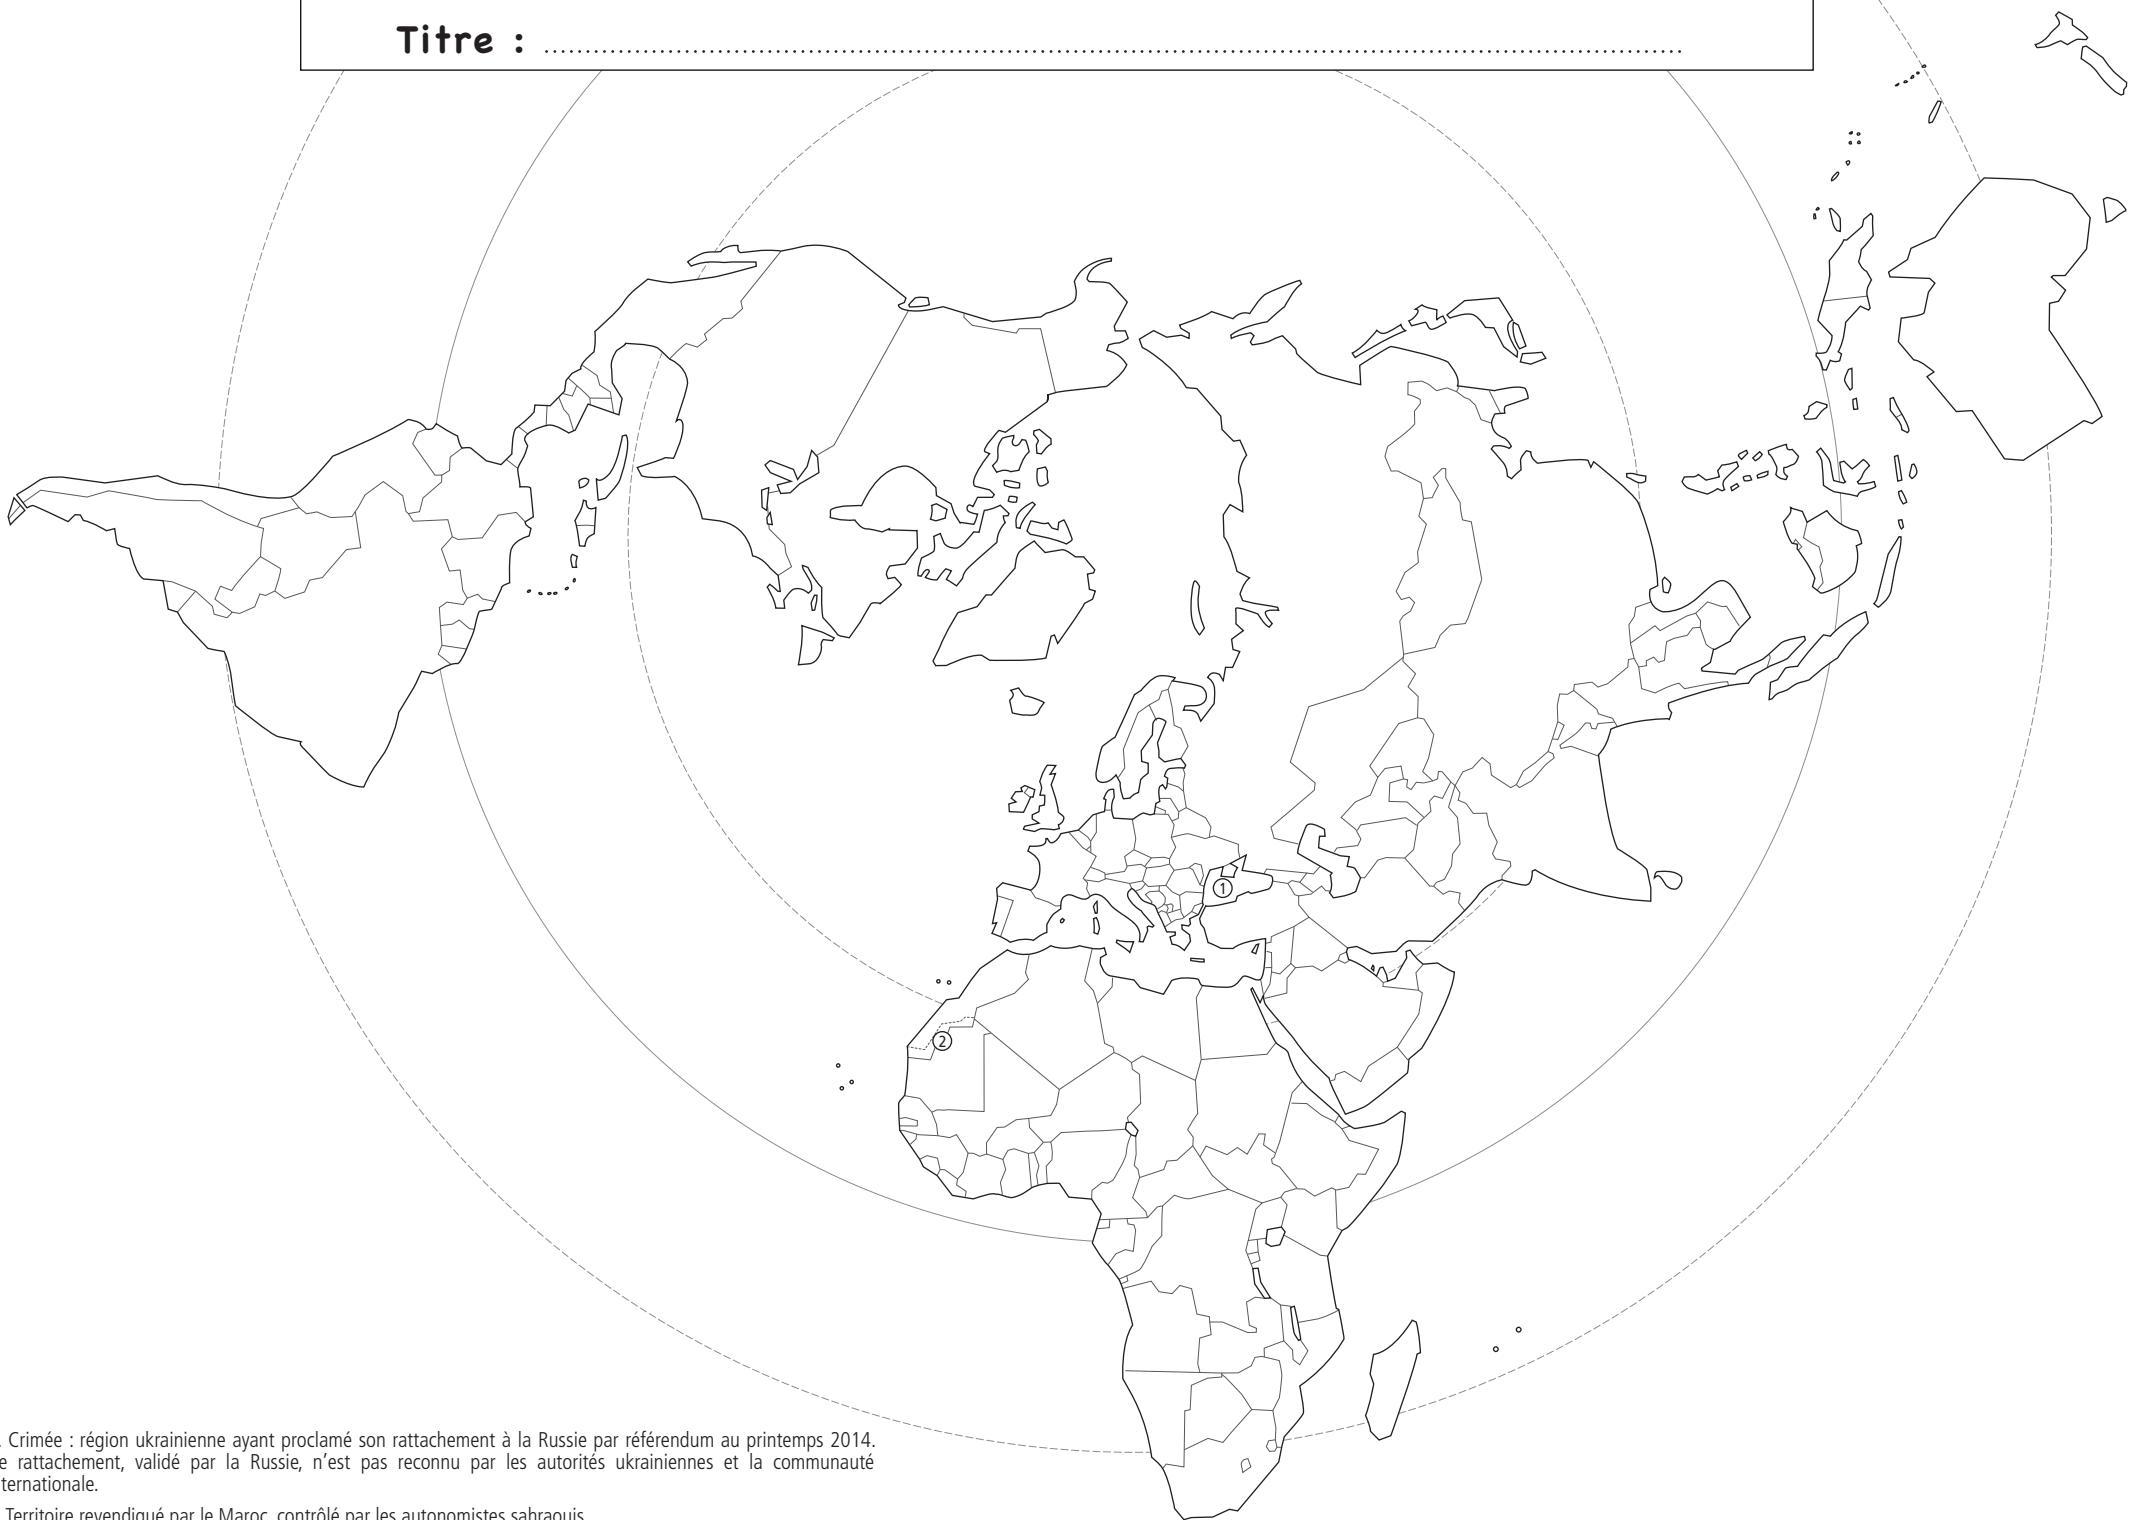 Titre : ........................................................................................................................................
①
②
. Crimée : région ukrainienne ayant proclamé son rattachement à la Russie par référendum au printemps 2014.
e rattachement, validé par la Russie, n’est pas reconnu par les autorités ukrainiennes et la communauté
ternationale.
Territoire revendiqué par le Maroc, contrôlé par les autonomistes sahraouis